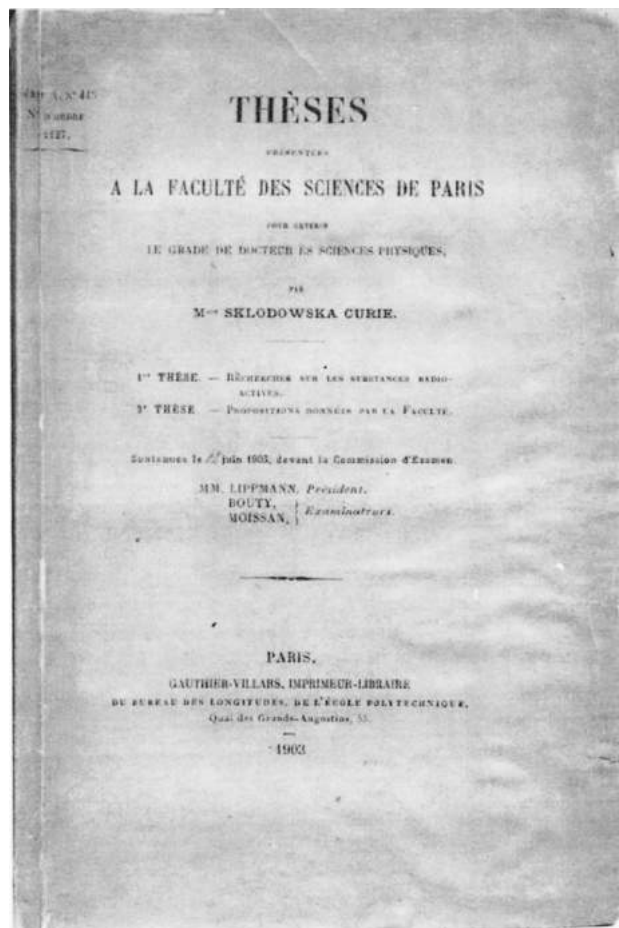 N° D'ORDRE
1127.
THÈSES
PRÉSENTÉES
A LA FACULTÉ DES SCIENCES DE PARIS
POUR OBTENIR
LE GRADE DE DOCTEUR ÈS SCIENCES PHYSIQUES,
PAR
Mme SKLODOWSKA CURIE.
1re THÈSE. — RECHERCHES SUR LES SUBSTANCES RADIO-
ACTIVES.
2e THÈSE — PROPOSITIONS DONNÉES PAR LA FACULTÉ.
Soutenues le juin 1903, devant la Commission d'Examen
MM. LIPPMANN, Président.
BOUTY,
MOISSAN, Examinateurs.
PARIS,
GAUTHIER-VILLARS, IMPRIMEUR-LIBRAIRE
DU BUREAU DES LONGITUDES, DE L'ÉCOLE POLYTECHNIQUE,
Quai des Grands-Augustins, 55.
1903